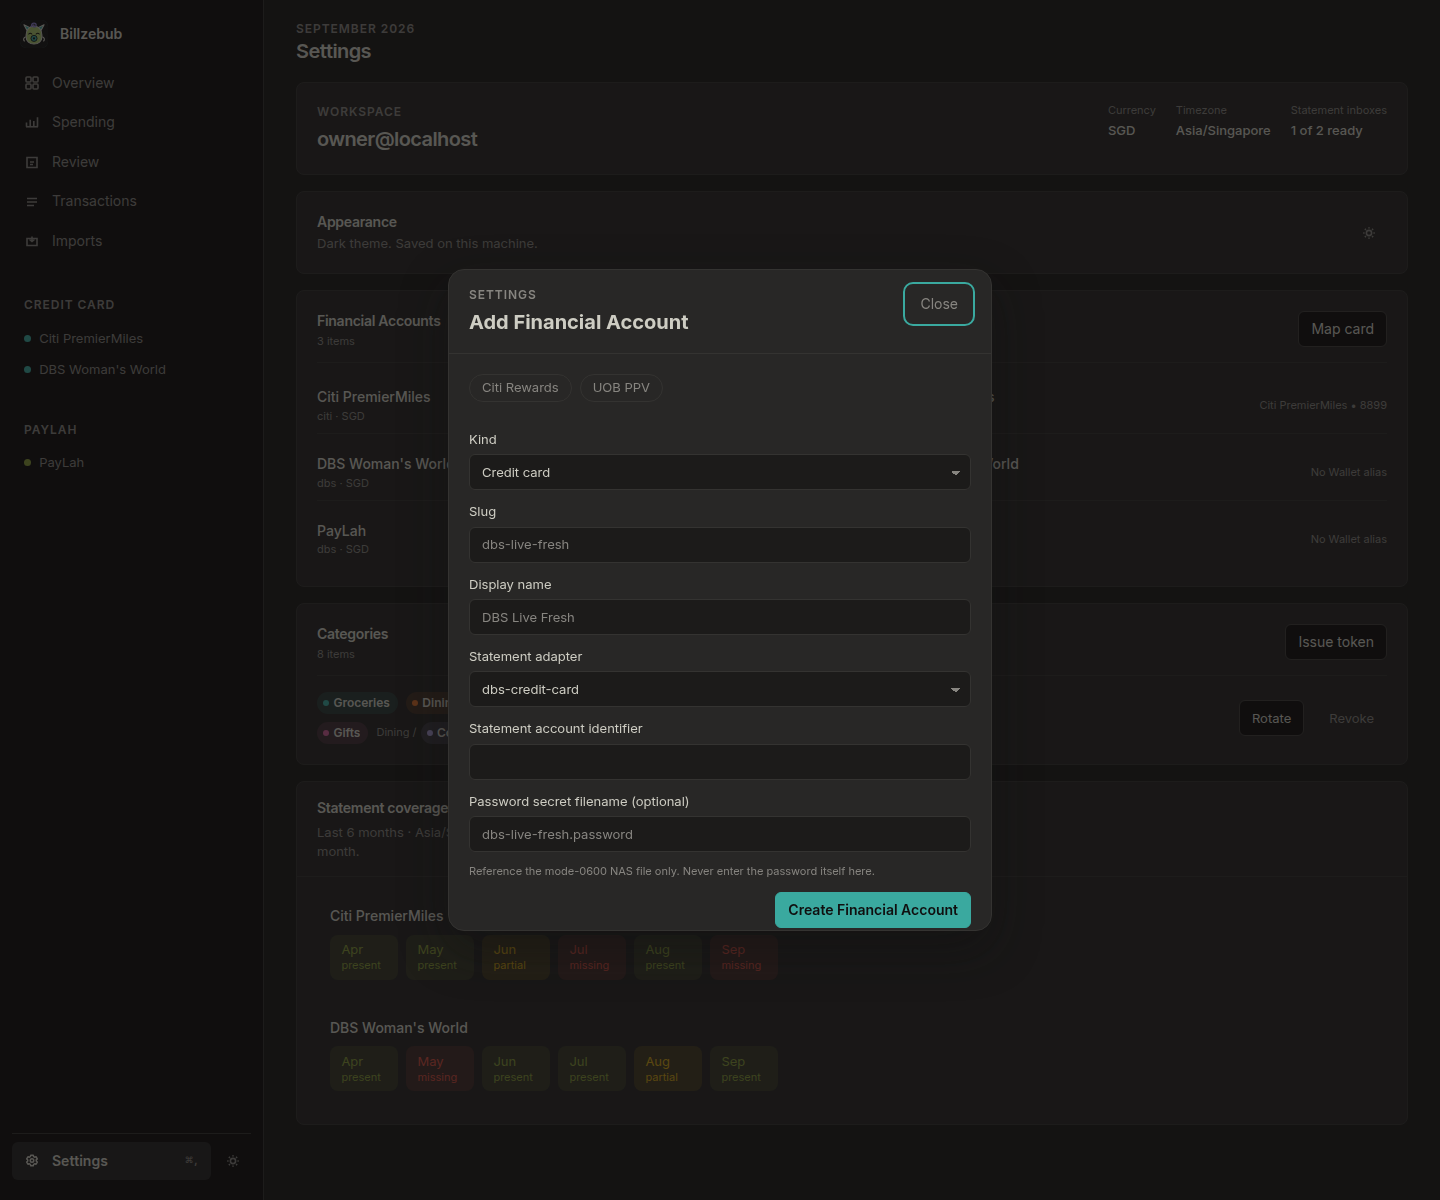 Billzebub
Overview
Spending
Review
Transactions
Imports
CREDIT CARD
Citi PremierMiles
DBS Woman's World
PAYLAH
PayLah
Settings
⌘,
SEPTEMBER 2026
Settings
WORKSPACE
owner@localhost
Currency
SGD
Timezone
Asia/Singapore
Statement inboxes
1 of 2 ready
Appearance
Dark theme. Saved on this machine.
Financial Accounts
3 items
Citi PremierMiles
citi · SGD
DBS Woman's
dbs · SGD
PayLah
dbs · SGD
Map card
Citi PremierMiles • 8899
No Wallet alias
No Wallet alias
Categories
8 items
Groceries
Gifts
Dining /
Issue token
Rotate
Revoke
SETTINGS
Add Financial Account
Close
Citi Rewards
UOB PPV
Kind
Credit card
Slug
dbs-live-fresh
Display name
DBS Live Fresh
Statement adapter
dbs-credit-card
Statement account identifier
Password secret filename (optional)
dbs-live-fresh.password
Reference the mode-0600 NAS file only. Never enter the password itself here.
Create Financial Account
Statement coverage
Last 6 months ·
month.
Citi PremierMiles
Apr
present
May
present
Jun
partial
Jul
missing
Aug
present
Sep
missing
DBS Woman's World
Apr
present
May
missing
Jun
present
Jul
present
Aug
partial
Sep
present